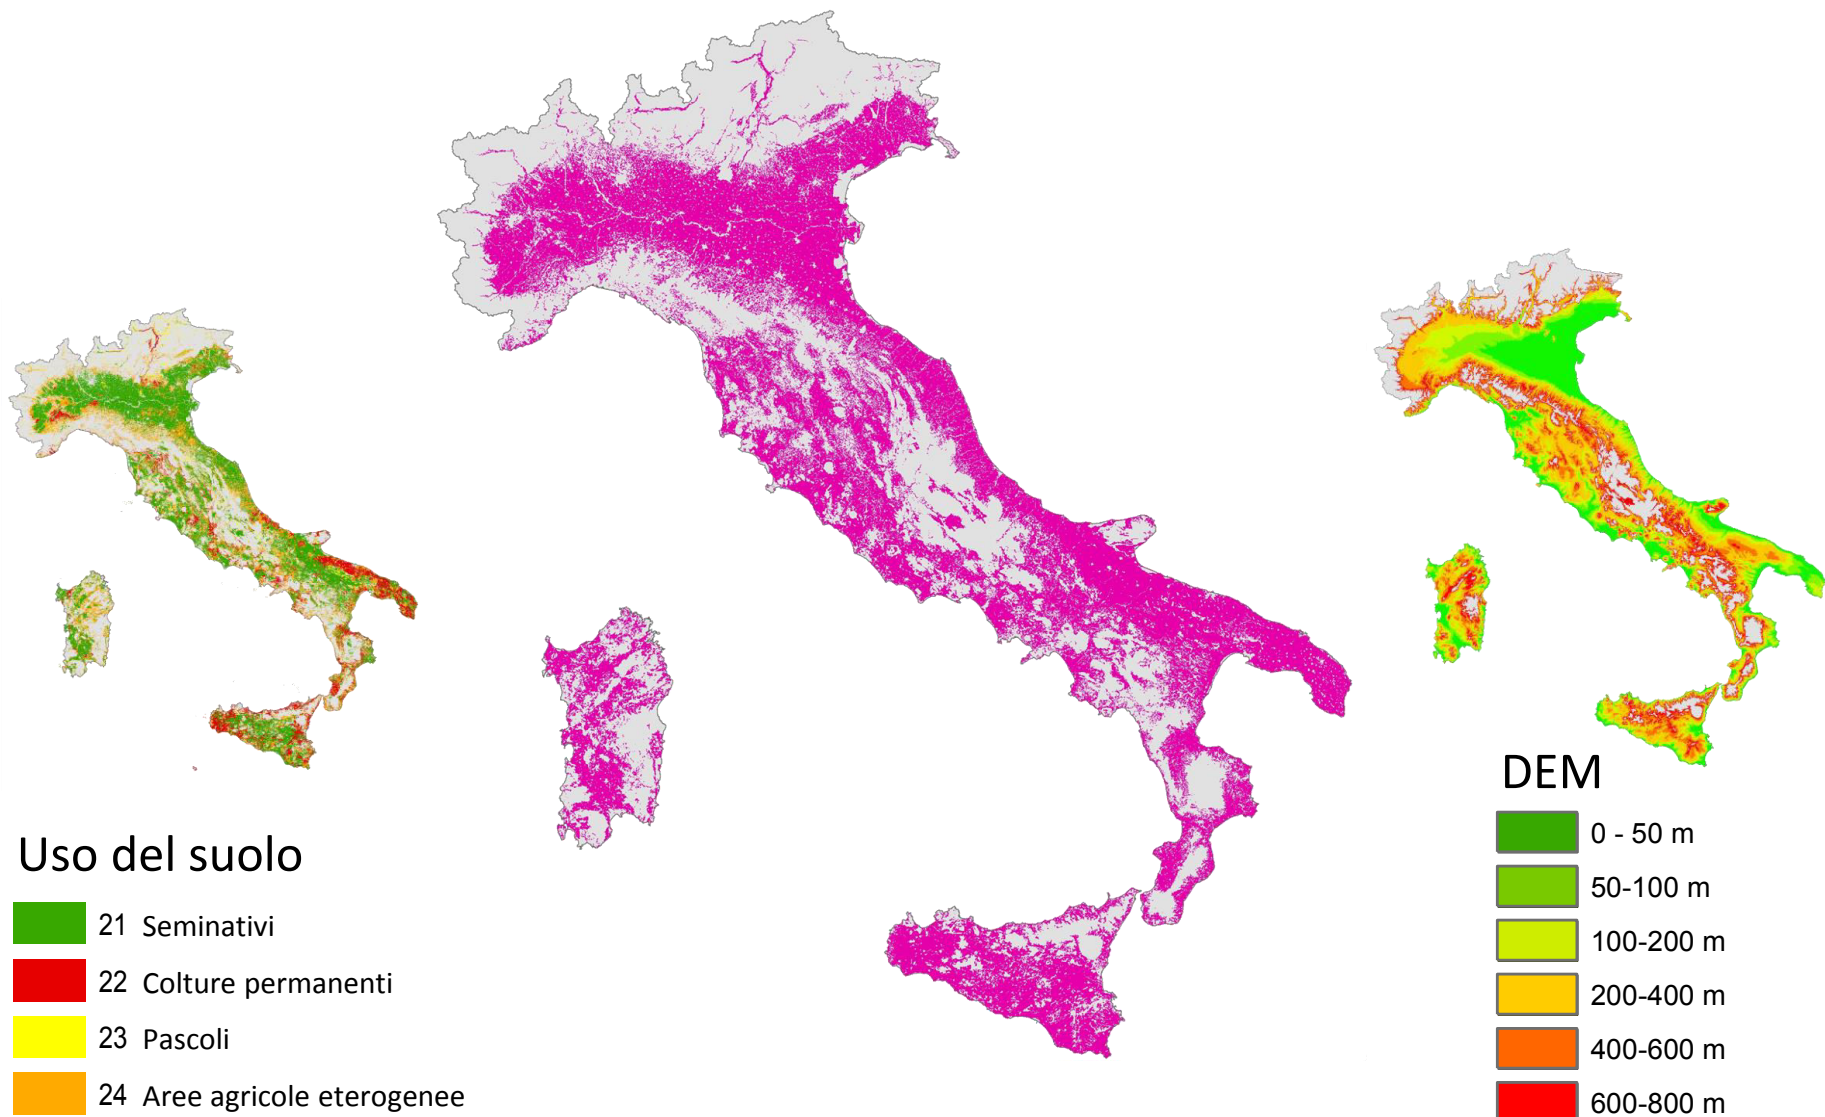 Uso del suolo
21 Seminativi
22 Colture permanenti
23 Pascoli
24 Aree agricole eterogenee
DEM
0 - 50 m
50-100 m
100-200 m
200-400 m
400-600 m
600-800 m